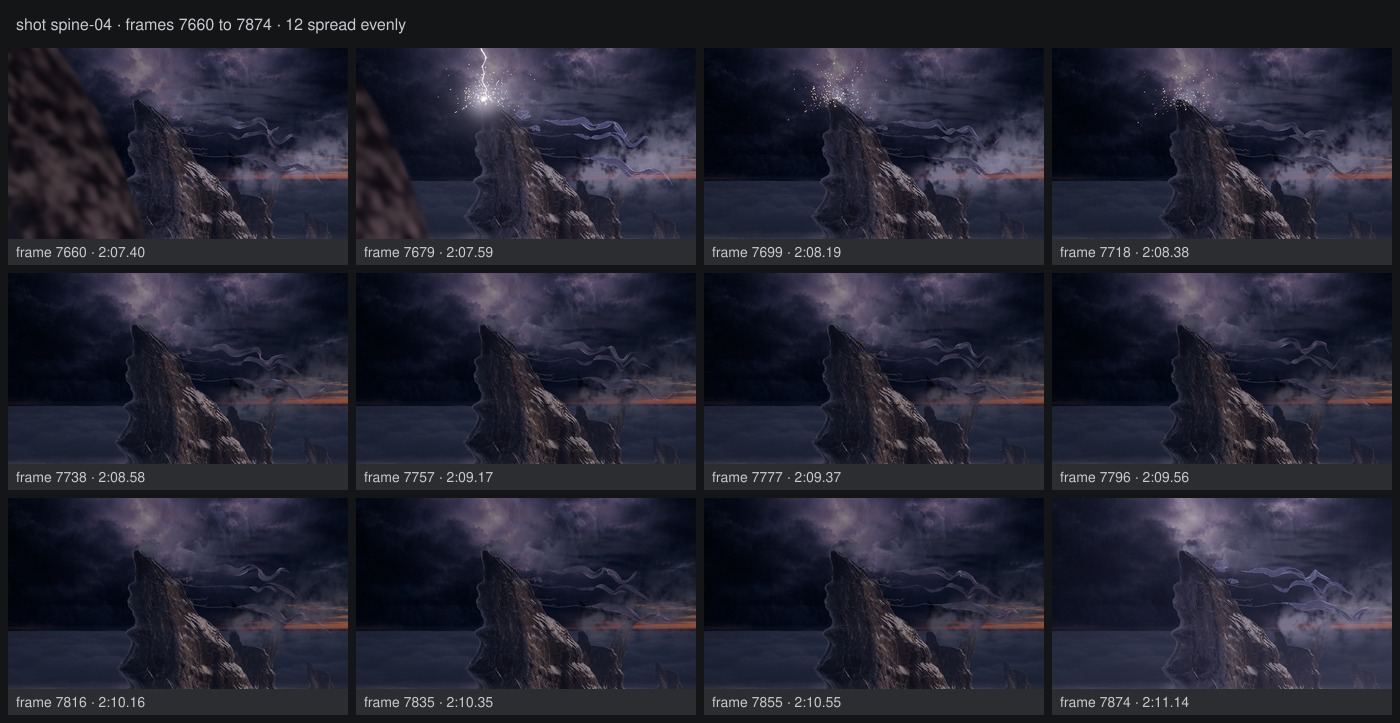 shot spine-04 · frames 7660 to 7874 · 12 spread evenly
frame 7660 · 2:07.40
frame 7679 · 2:07.59
frame 7699 · 2:08.19
frame 7718 · 2:08.38
frame 7738 · 2:08.58
frame 7757 · 2:09.17
frame 7777 · 2:09.37
frame 7796 · 2:09.56
frame 7816 · 2:10.16
frame 7835 · 2:10.35
frame 7855 · 2:10.55
frame 7874 · 2:11.14